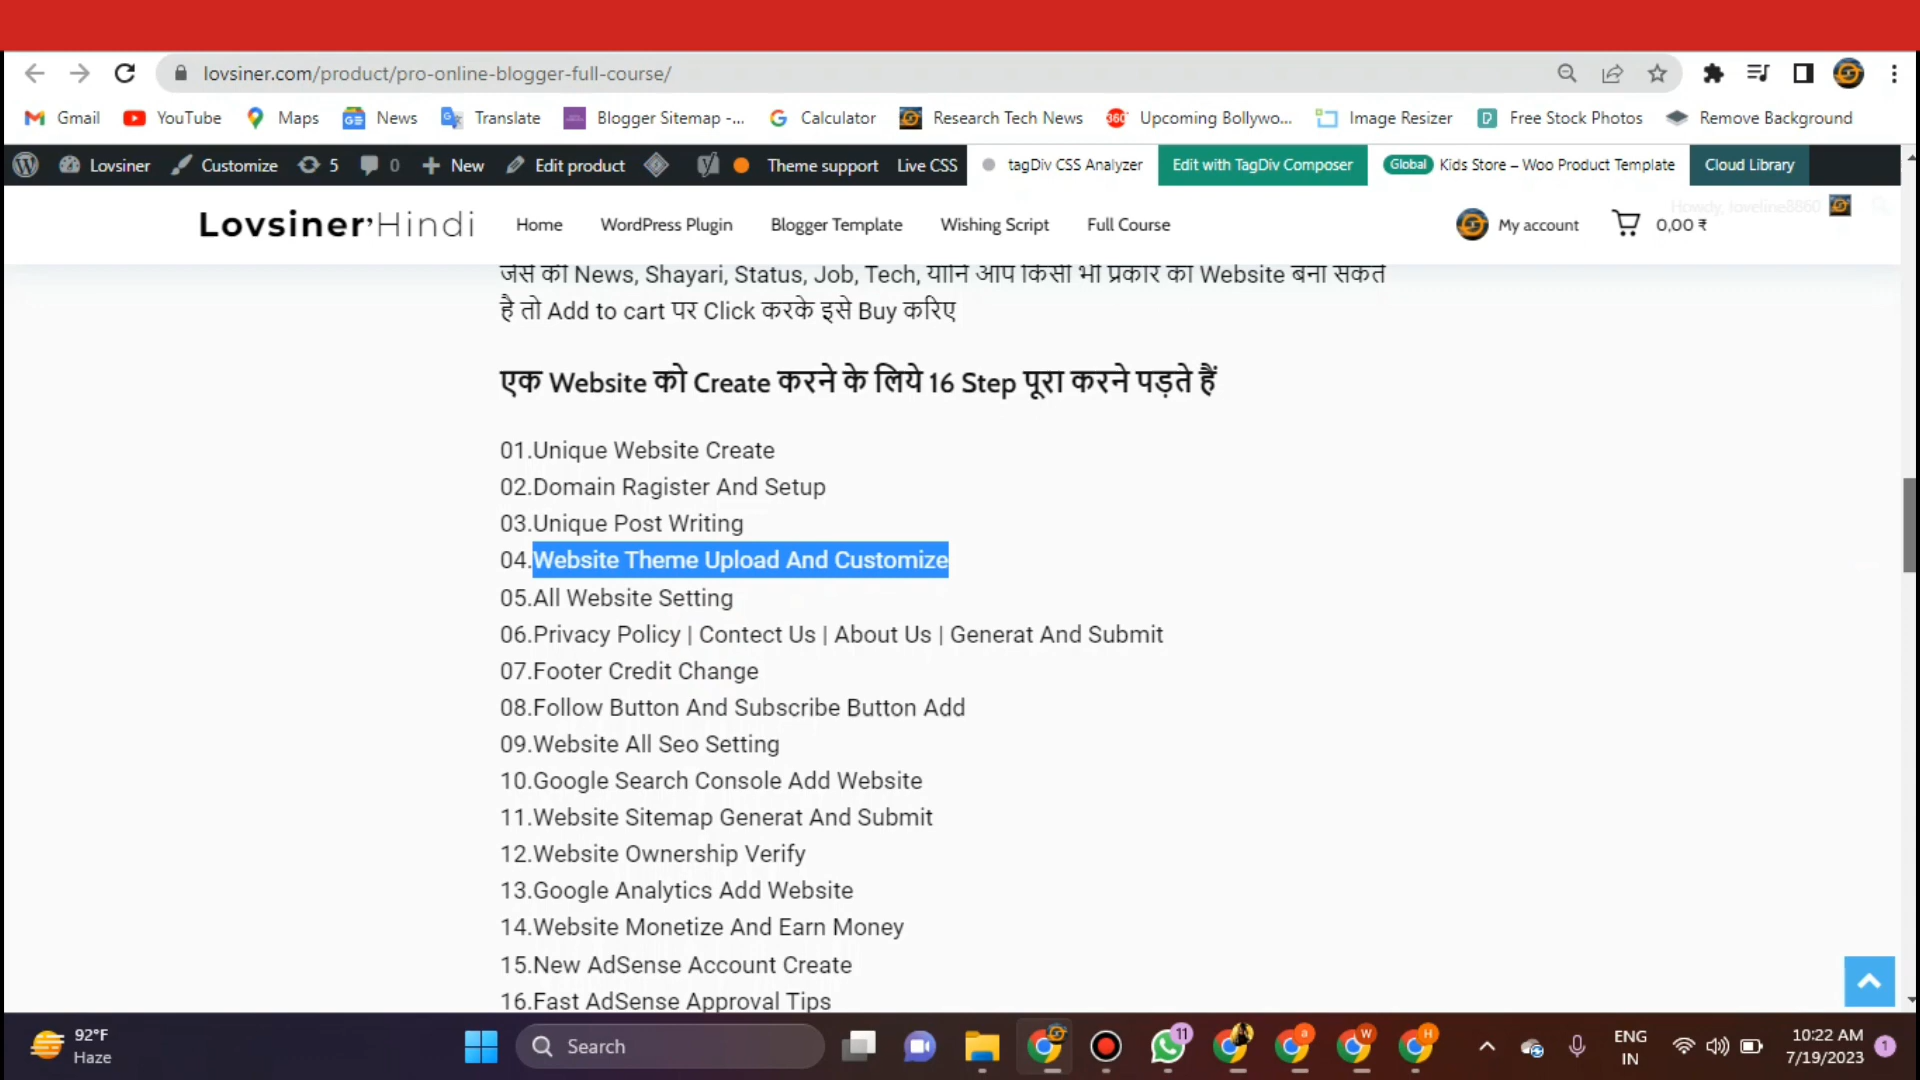 lovsiner.com/product/pro-online-blogger-full-course/
Gmail YouTube Maps News Translate Blogger Sitemap -... Calculator Research Tech News Upcoming Bollywo... Image Resizer Free Stock Photos Remove Background
Lovsiner Customize 5 0 New Edit product Theme support Live CSS tagDiv CSS Analyzer Edit with TagDiv Composer Global Kids Store – Woo Product Template Cloud Library
Howdy, loveline8860
Lovsiner'Hindi Home WordPress Plugin Blogger Template Wishing Script Full Course My account 0,00 ₹
जैसे की News, Shayari, Status, Job, Tech, यानि आप किसी भी प्रकार का Website बना सकते
है तो Add to cart पर Click करके इसे Buy करिए
एक Website को Create करने के लिये 16 Step पूरा करने पड़ते हैं
01.Unique Website Create
02.Domain Ragister And Setup
03.Unique Post Writing
04.Website Theme Upload And Customize
05.All Website Setting
06.Privacy Policy | Contect Us | About Us | Generat And Submit
07.Footer Credit Change
08.Follow Button And Subscribe Button Add
09.Website All Seo Setting
10.Google Search Console Add Website
11.Website Sitemap Generat And Submit
12.Website Ownership Verify
13.Google Analytics Add Website
14.Website Monetize And Earn Money
15.New AdSense Account Create
16.Fast AdSense Approval Tips
92°F
Haze
Search
11
ENG
IN
10:22 AM
7/19/2023
1